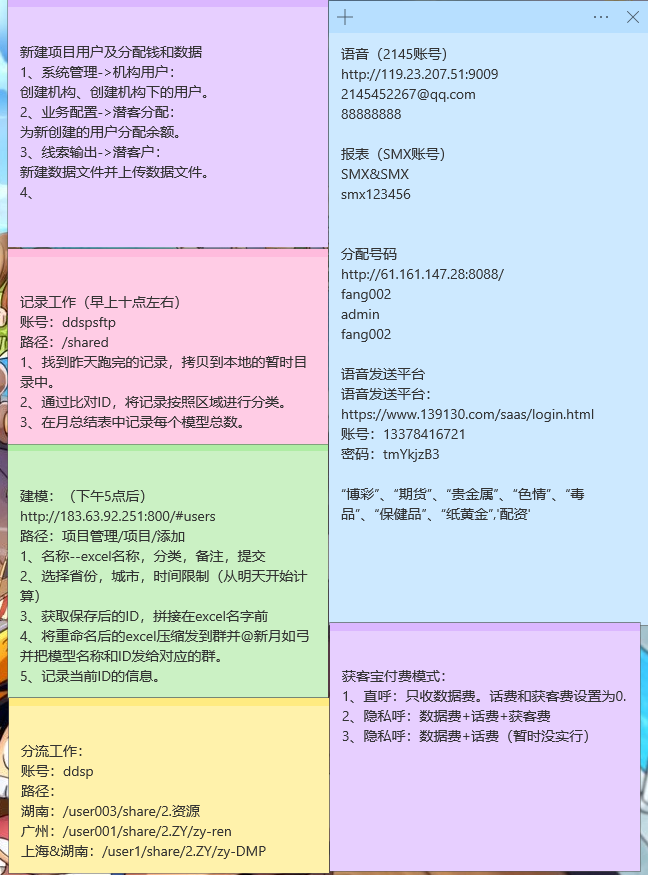 新建项目用户及分配钱和数据
1、系统管理->机构用户：
创建机构、创建机构下的用户。
2、业务配置->潜客分配：
为新创建的用户分配余额。
3、线索输出->潜客户：
新建数据文件并上传数据文件。
4、
记录工作（早上十点左右）
账号：ddspsftp
路径：/shared
1、找到昨天跑完的记录，拷贝到本地的暂时目
录中。
2、通过比对ID，将记录按照区域进行分类。
3、在月总结表中记录每个模型总数。
建模：（下午5点后）
http://183.63.92.251:800/#users
路径：项目管理/项目/添加
1、名称--excel名称，分类，备注，提交
2、选择省份，城市，时间限制（从明天开始计
算）
3、获取保存后的ID，拼接在excel名字前
4、将重命名后的excel压缩发到群并@新月如弓
并把模型名称和ID发给对应的群。
5、记录当前ID的信息。
分流工作：
账号：ddsp
路径：
湖南：/user003/share/2.资源
广州：/user001/share/2.ZY/zy-ren
上海&湖南：/user1/share/2.ZY/zy-DMP
语音（2145账号）
http://119.23.207.51:9009
2145452267@qq.com
88888888
报表（SMX账号）
SMX&SMX
smx123456
分配号码
http://61.161.147.28:8088/
fang002
admin
fang002
语音发送平台
语音发送平台：
https://www.139130.com/saas/login.html
账号：13378416721
密码：tmYkjzB3
“博彩”、“期货”、“贵金属”、“色情”、“毒
品”、“保健品”、“纸黄金”,'配资'
获客宝付费模式：
1、直呼：只收数据费。话费和获客费设置为0.
2、隐私呼：数据费+话费+获客费
3、隐私呼：数据费+话费（暂时没实行）